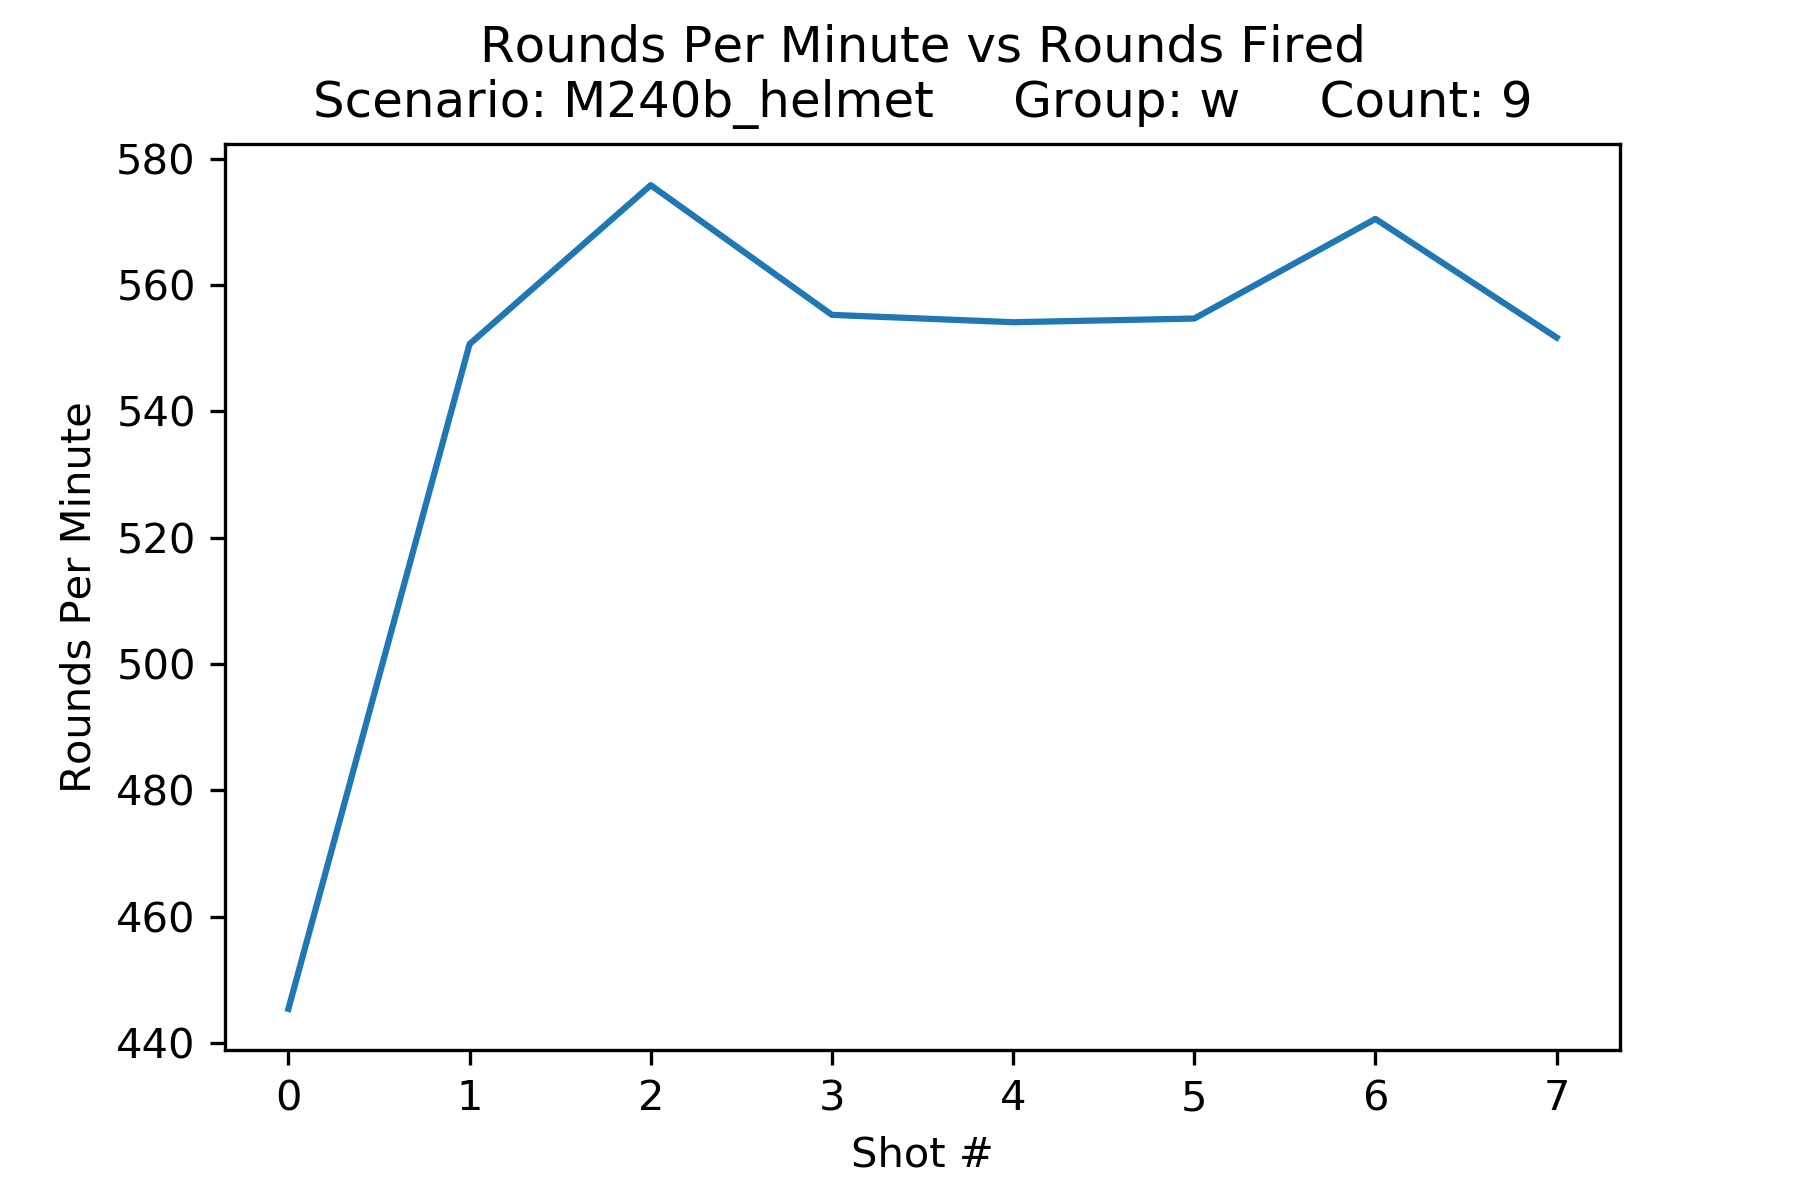 Rounds Per Minute vs Rounds Fired
Scenario: M240b_helmet Group: w Count: 9
580
560
540
520
500
480
460
440
Rounds Per Minute
0 1 2 3 4 5 6 7
Shot #